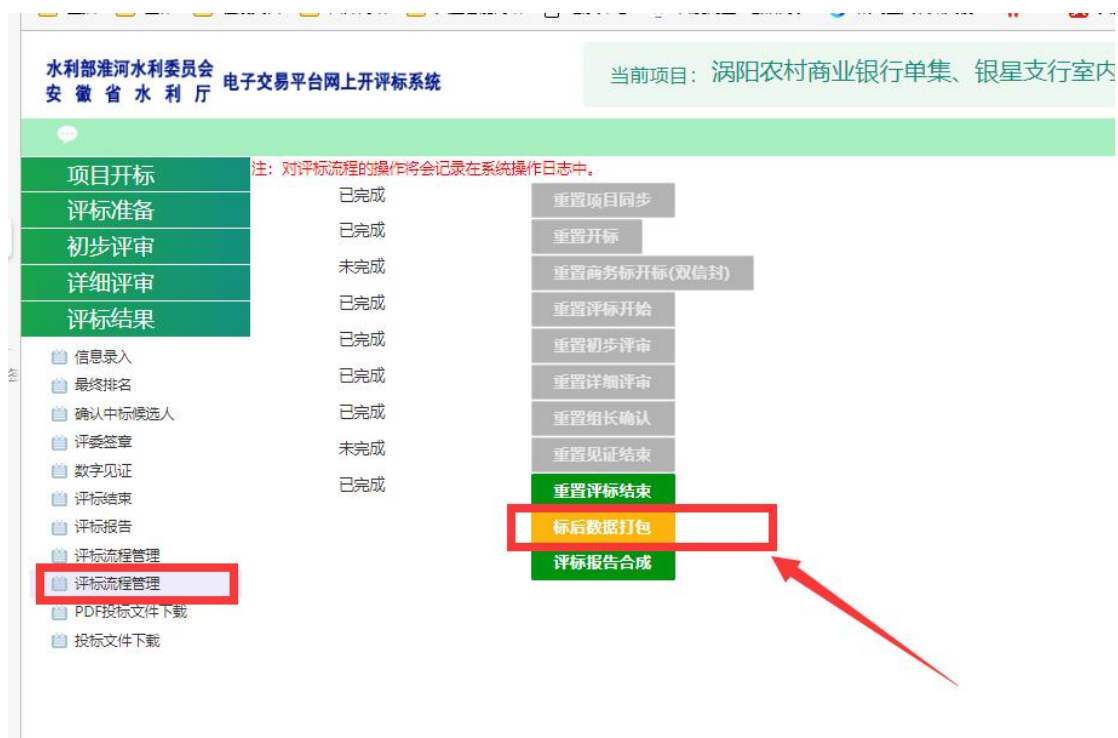 水利部淮河水利委员会
安徽省水利厅
电子交易平台网上开评标系统
当前项目：涡阳农村商业银行单集、银星支行室内
项目开标
评标准备
初步评审
详细评审
评标结果
信息录入
最终排名
确认中标候选人
评委签章
数字见证
评标结束
评标报告
评标流程管理
评标流程管理
PDF投标文件下载
投标文件下载
注：对评标流程的操作将会记录在系统操作日志中。
已完成 重置项目同步
已完成 重置开标
未完成 重置商务标开标(双信封)
已完成 重置评标开始
已完成 重置初步评审
已完成 重置详细评审
已完成 重置组长确认
未完成 重置见证结束
已完成 重置评标结束
标后数据打包
评标报告合成